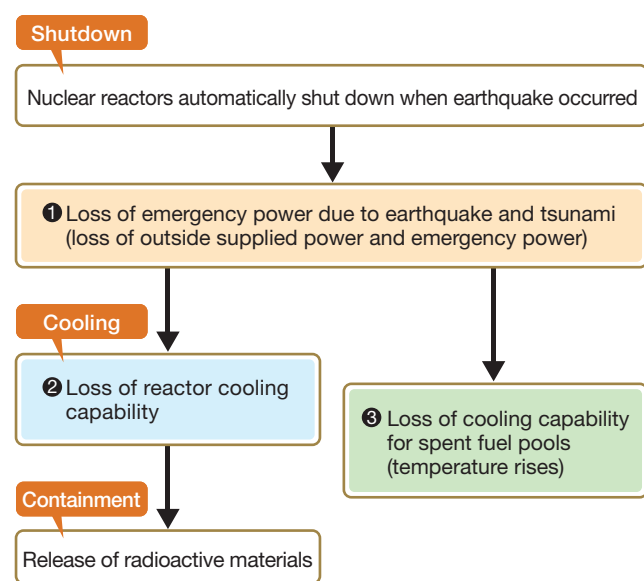 Shutdown
Nuclear reactors automatically shut down when earthquake occurred
❶ Loss of emergency power due to earthquake and tsunami
(loss of outside supplied power and emergency power)
Cooling
❷ Loss of reactor cooling
capability
❸ Loss of cooling capability
for spent fuel pools
(temperature rises)
Containment
Release of radioactive materials